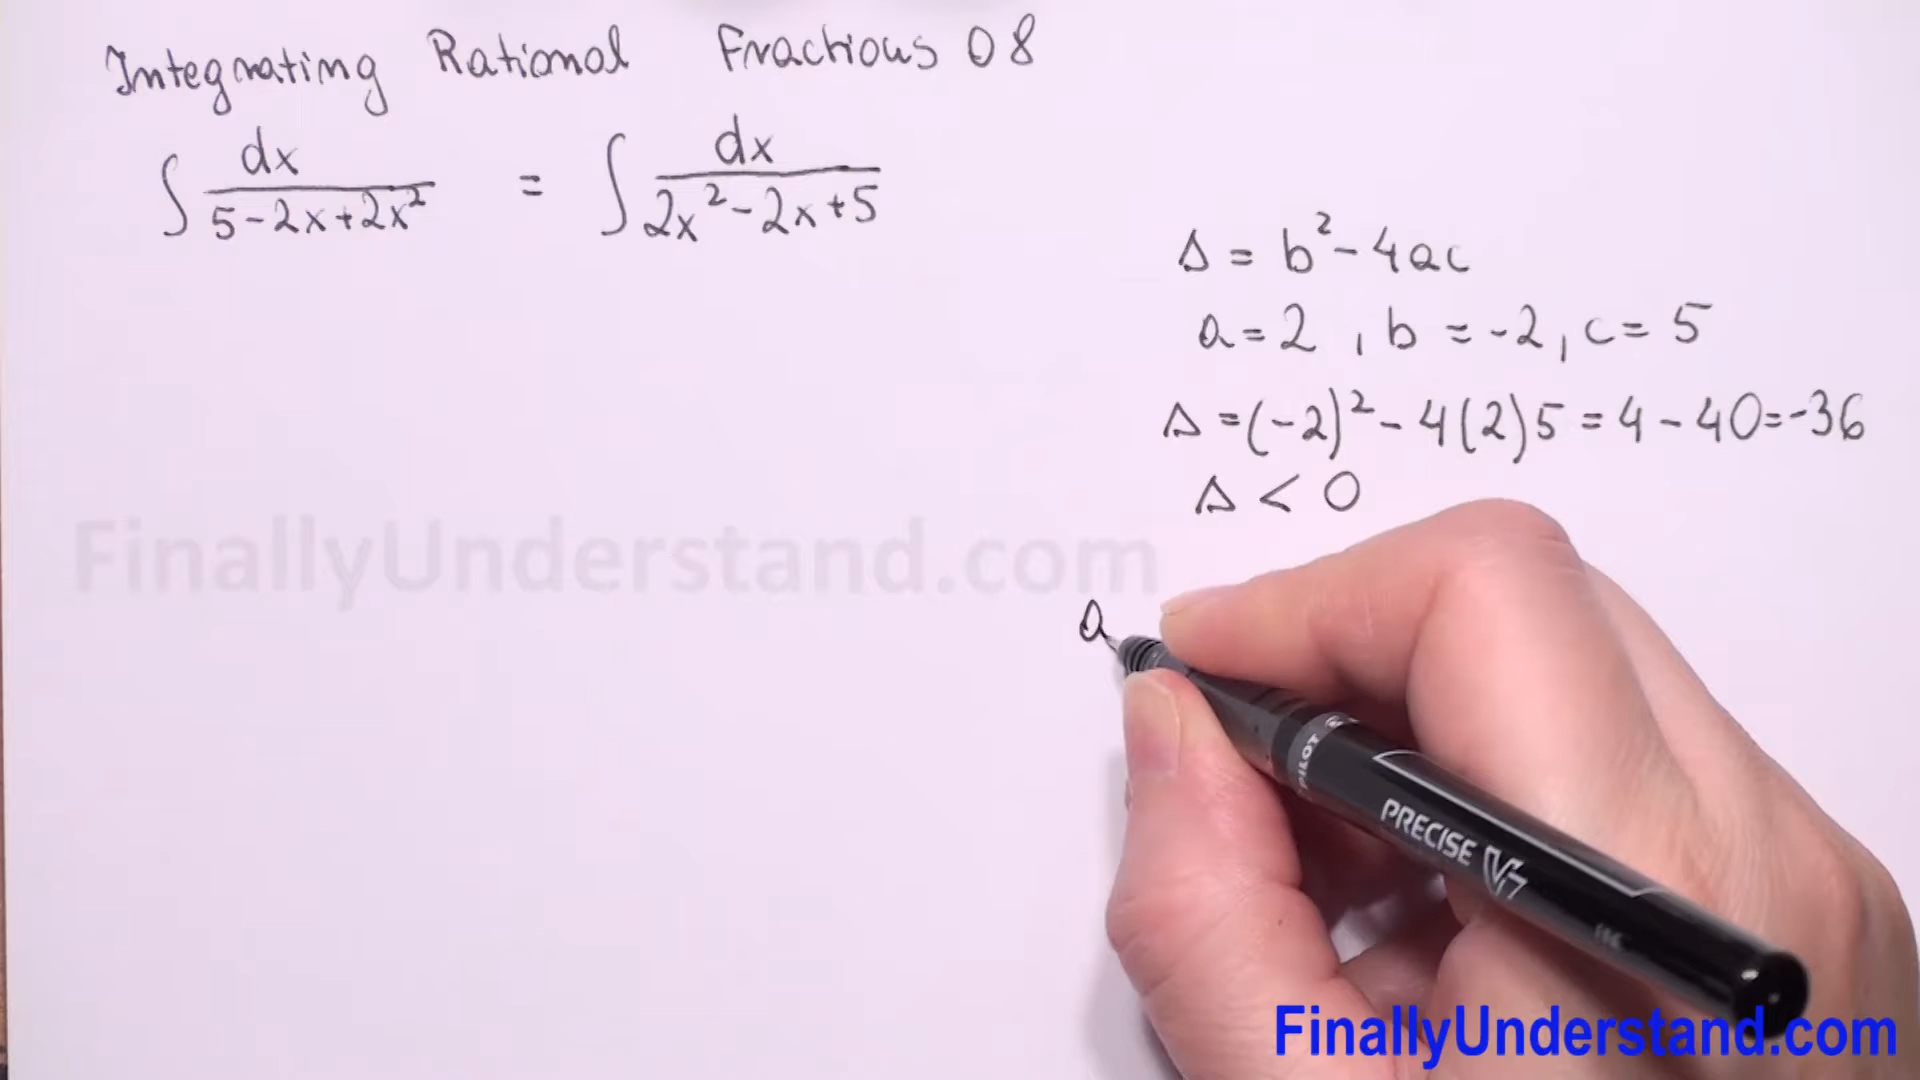 Integrating Rational Fractions 08
∫ dx / (5-2x+2x²) = ∫ dx / (2x²-2x+5)
Δ = b²-4ac
a=2, b=-2, c=5
Δ=(-2)²-4(2)5=4-40=-36
Δ < 0
FinallyUnderstand.com
a
PILOT
PRECISE V7
FinallyUnderstand.com